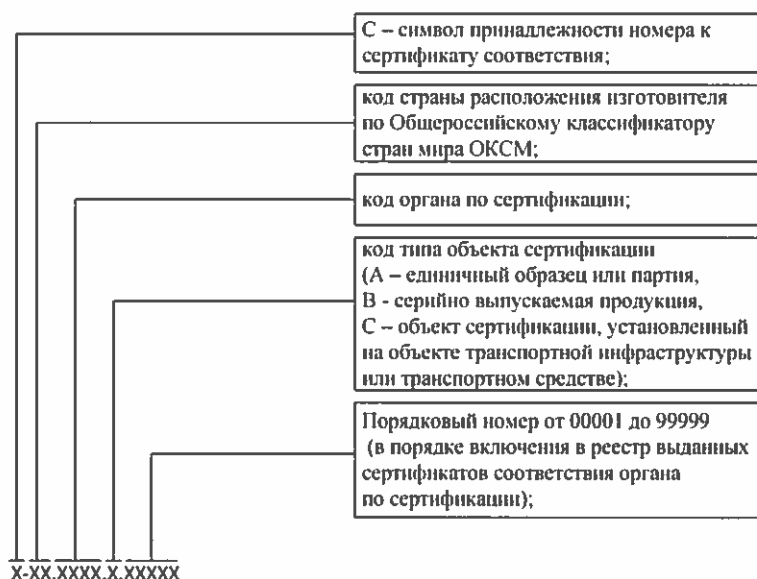 С – символ принадлежности номера к
сертификату соответствия;
код страны расположения изготовителя
по Общероссийскому классификатору
стран мира ОКСМ;
код органа по сертификации;
код типа объекта сертификации
(А – единичный образец или партия,
В - серийно выпускаемая продукция,
С – объект сертификации, установленный
на объекте транспортной инфраструктуры
или транспортном средстве);
Порядковый номер от 00001 до 99999
(в порядке включения в реестр выданных
сертификатов соответствия органа
по сертификации);
X-XX.XXXX.X.XXXXX